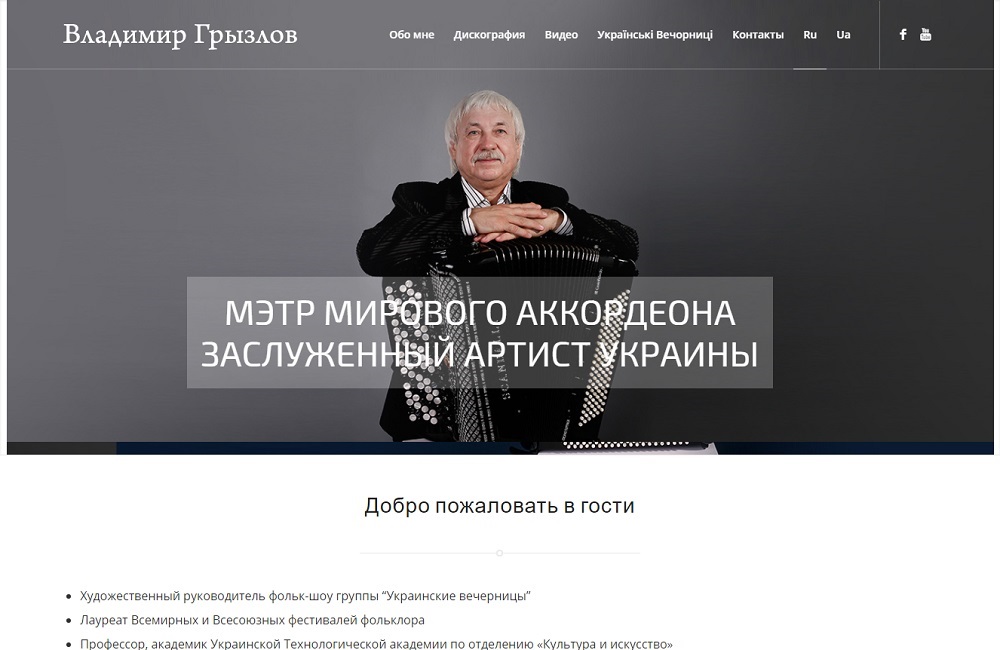 Владимир Грызлов
Обо мне Дискография Видео Українські Вечорниці Контакты Ru Ua
МЭТР МИРОВОГО АККОРДЕОНА
ЗАСЛУЖЕННЫЙ АРТИСТ УКРАИНЫ
Добро пожаловать в гости
Художественный руководитель фольк-шоу группы “Украинские вечерницы”
Лауреат Всемирных и Всесоюзных фестивалей фольклора
Профессор, академик Украинской Технологической академии по отделению «Культура и искусство»